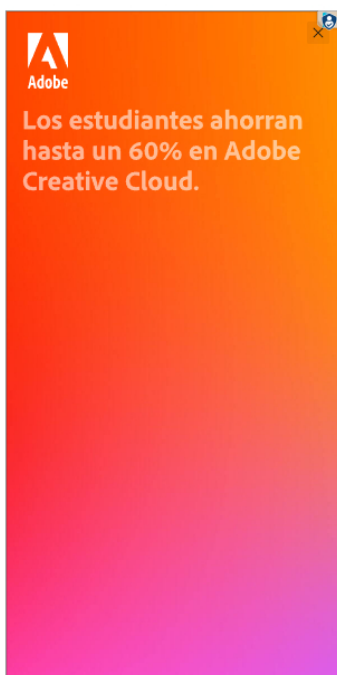 Adobe
Los estudiantes ahorran
hasta un 60% en Adobe
Creative Cloud.